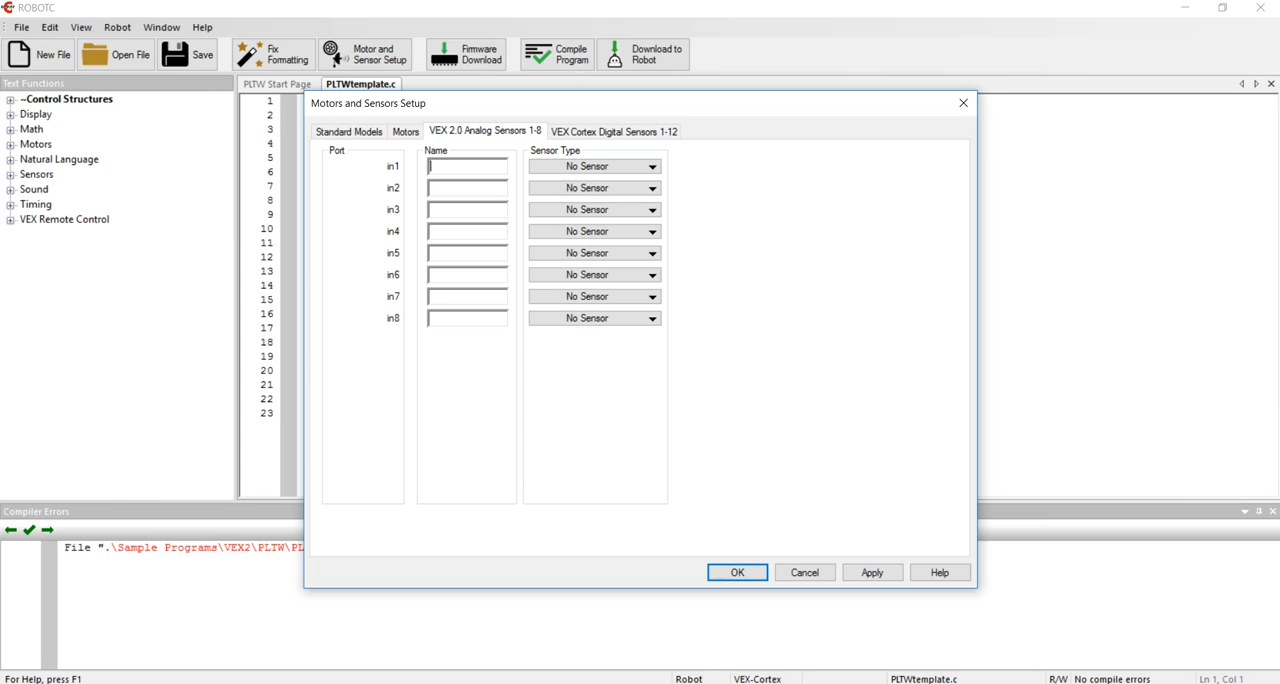 ROBOTC
File Edit View Robot Window Help
New File Open File Save Fix Formatting Motor and Sensor Setup Firmware Download Compile Program Download to Robot
Text Functions
PLTW Start Page PLTWtemplate.c
~Control Structures
Display
Math
Motors
Natural Language
Sensors
Sound
Timing
VEX Remote Control
1
2
3
4
5
6
7
8
9
10
11
12
13
14
15
16
17
18
19
20
21
22
23
Motors and Sensors Setup
Standard Models Motors VEX 2.0 Analog Sensors 1-8 VEX Cortex Digital Sensors 1-12
Port Name Sensor Type
in1 No Sensor
in2 No Sensor
in3 No Sensor
in4 No Sensor
in5 No Sensor
in6 No Sensor
in7 No Sensor
in8 No Sensor
OK Cancel Apply Help
Compiler Errors
File ".\Sample Programs\VEX2\PLTW\PL
For Help, press F1 Robot VEX-Cortex PLTWtemplate.c R/W No compile errors Ln 1, Col 1